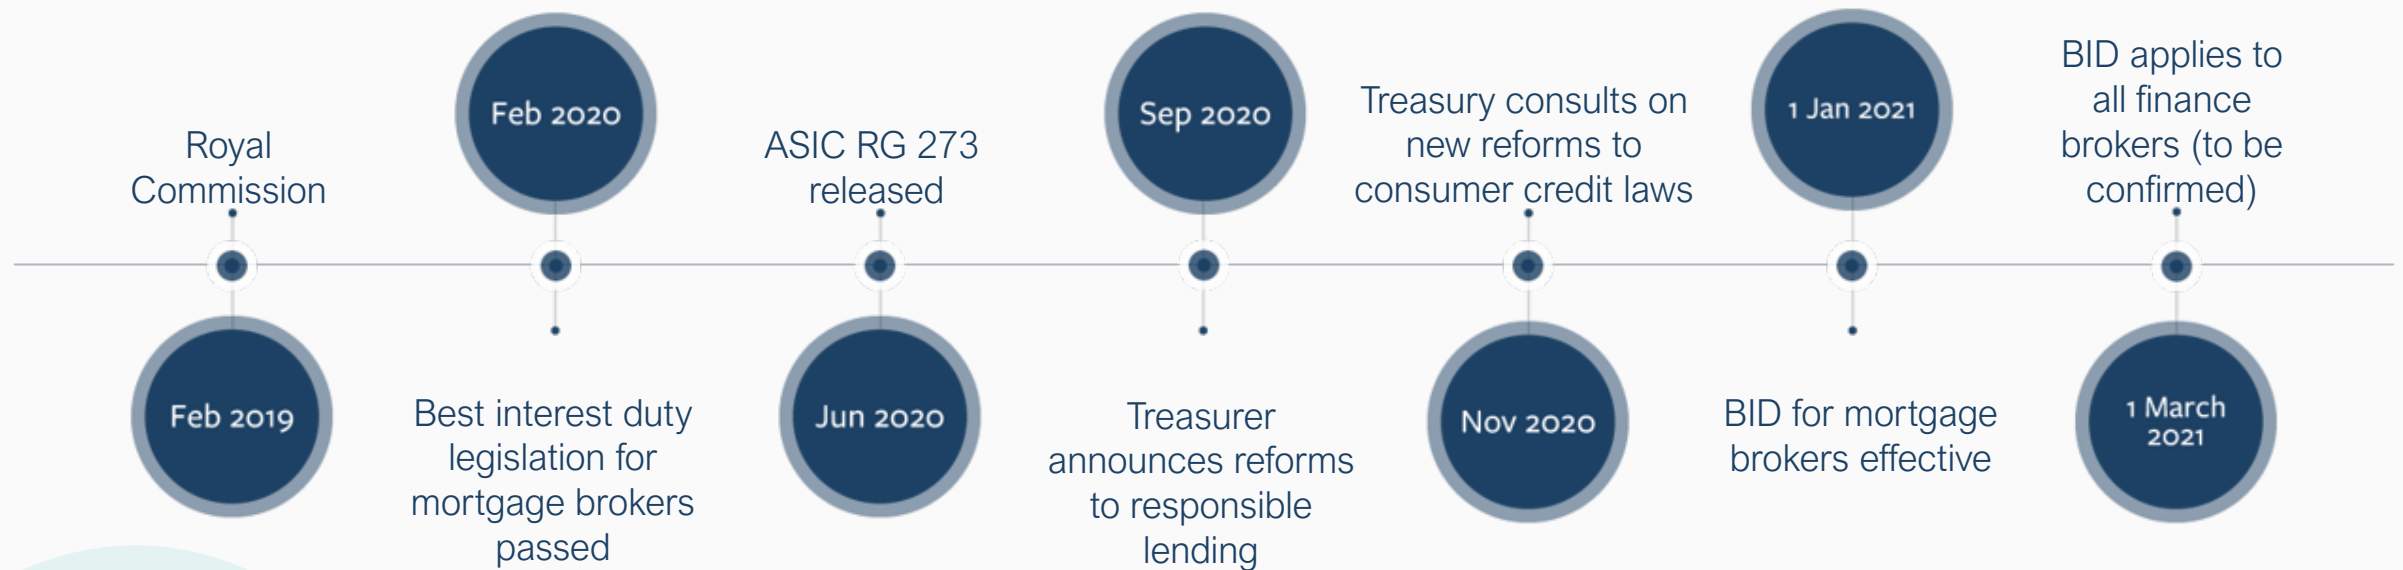 Royal
Commission
Feb 2019
Feb 2020
Best interest duty
legislation for
mortgage brokers
passed
ASIC RG 273
released
Jun 2020
Sep 2020
Treasurer
announces reforms
to responsible
lending
Treasury consults on
new reforms to
consumer credit laws
Nov 2020
1 Jan 2021
BID for mortgage
brokers effective
BID applies to
all finance
brokers (to be
confirmed)
1 March
2021